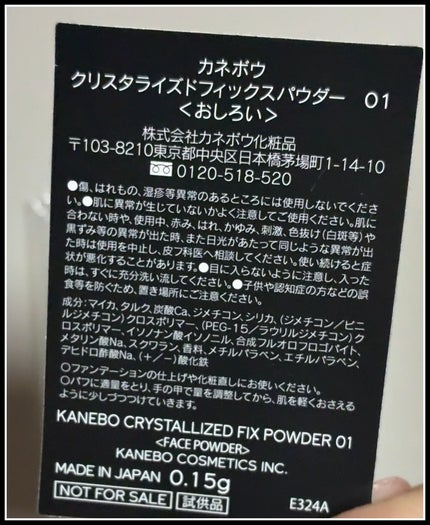 カネボウ
クリスタライズドフィックスパウダー 01
<おしろい>
株式会社カネボウ化粧品
〒103-8210東京都中央区日本橋茅場町1-14-10
0120-518-520
●傷、はれもの、湿疹等異常のあるところには使用しないでくださ
い。●肌に異常が生じていないかよく注意してご使用ください。肌に
合わない時や、使用中、赤み、はれ、かゆみ、刺激、色抜け(白斑等)や
黒ずみ等の異常が出た時、また日光があたって同じような異常が出
た時は使用を中止し、皮フ科医へ相談してください。使い続けると症
状が悪化することがあります。●目に入らないように注意し、入った
時は、すぐに充分洗い流してください。●子供や認知症の方などの誤
食等を防ぐため、置き場所にご注意ください。
成分:マイカ、タルク、炭酸Ca、ジメチコン、シリカ、(ジメチコン/ビニ
ルジメチコン)クロスポリマー、(PEG-15/ラウリルジメチコン)ク
ロスポリマー、イソノナン酸イソノニル、合成フルオロフロゴパイト、
メタリン酸Na、スクワラン、香料、メチルパラベン、エチルパラベン、
デヒドロ酢酸Na、(+/-)酸化鉄
○ファンデーションの仕上げや化粧直しにお使いください。
○パフに適量をとり、手の甲で量を調整してから、肌を軽くおさえる
ように少しづつつけていきます。
KANEBO CRYSTALLIZED FIX POWDER 01
<FACE POWDER>
KANEBO COSMETICS INC.
MADE IN JAPAN 0.15g
NOT FOR SALE 試供品 E324A